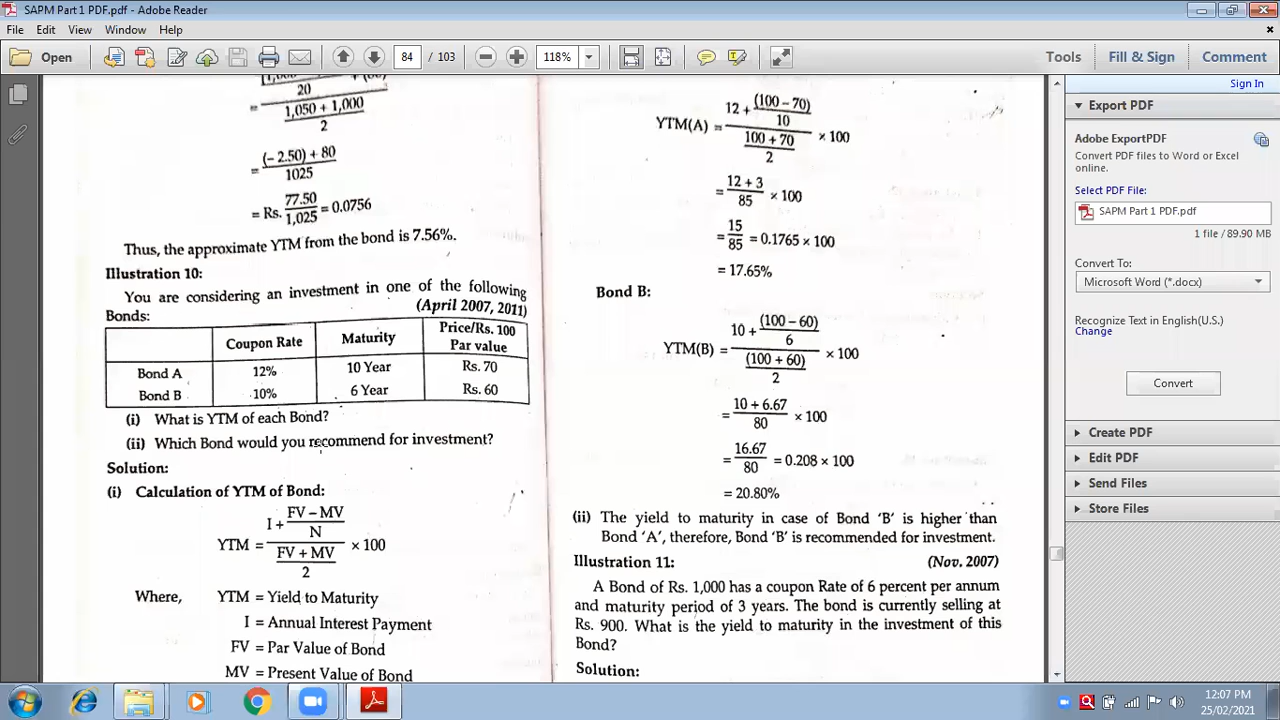 SAPM Part 1 PDF.pdf - Adobe Reader
File Edit View Window Help
Open 84 / 103 118% Tools Fill & Sign Comment
20
= 1,050 + 1,000
2
= (– 2.50) + 80
1025
= Rs. 77.50
1,025 = 0.0756
Thus, the approximate YTM from the bond is 7.56%.
Illustration 10:
You are considering an investment in one of the following
Bonds: (April 2007, 2011)
Coupon Rate Maturity Price/Rs. 100
Par value
Bond A 12% 10 Year Rs. 70
Bond B 10% 6 Year Rs. 60
(i) What is YTM of each Bond?
(ii) Which Bond would you recommend for investment?
Solution:
(i) Calculation of YTM of Bond:
I + FV – MV
N
YTM = × 100
FV + MV
2
Where, YTM = Yield to Maturity
I = Annual Interest Payment
FV = Par Value of Bond
MV = Present Value of Bond
12 + (100 – 70)
10
YTM(A) = × 100
100 + 70
2
= 12 + 3
85 × 100
= 15
85 = 0.1765 × 100
= 17.65%
Bond B:
10 + (100 – 60)
6
YTM(B) = × 100
(100 + 60)
2
= 10 + 6.67
80 × 100
= 16.67
80 = 0.208 × 100
= 20.80%
(ii) The yield to maturity in case of Bond 'B' is higher than
Bond 'A', therefore, Bond 'B' is recommended for investment.
Illustration 11: (Nov. 2007)
A Bond of Rs. 1,000 has a coupon Rate of 6 percent per annum
and maturity period of 3 years. The bond is currently selling at
Rs. 900. What is the yield to maturity in the investment of this
Bond?
Solution:
Sign In
Export PDF
Adobe ExportPDF
Convert PDF files to Word or Excel
online.
Select PDF File:
SAPM Part 1 PDF.pdf
1 file / 89.90 MB
Convert To:
Microsoft Word (*.docx)
Recognize Text in English(U.S.)
Change
Convert
Create PDF
Edit PDF
Send Files
Store Files
12:07 PM
25/02/2021